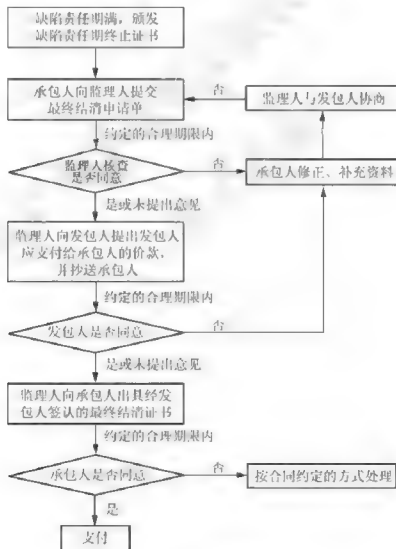 缺陷责任期满，颁发
缺陷责任期终止证书
承包人向监理人提交
最终结清申请单
否
监理人与发包人协商
约定的合理期限内
监理人核查
是否同意
否
承包人修正、补充资料
是或未提出意见
监理人向发包人提出发包人
应支付给承包人的价款，
并抄送承包人
约定的合理期限内
发包人是否同意
否
是或未提出意见
监理人向承包人出具经发
包人签认的最终结清证书
约定的合理期限内
承包人是否同意
否
按合同约定的方式处理
是
支付